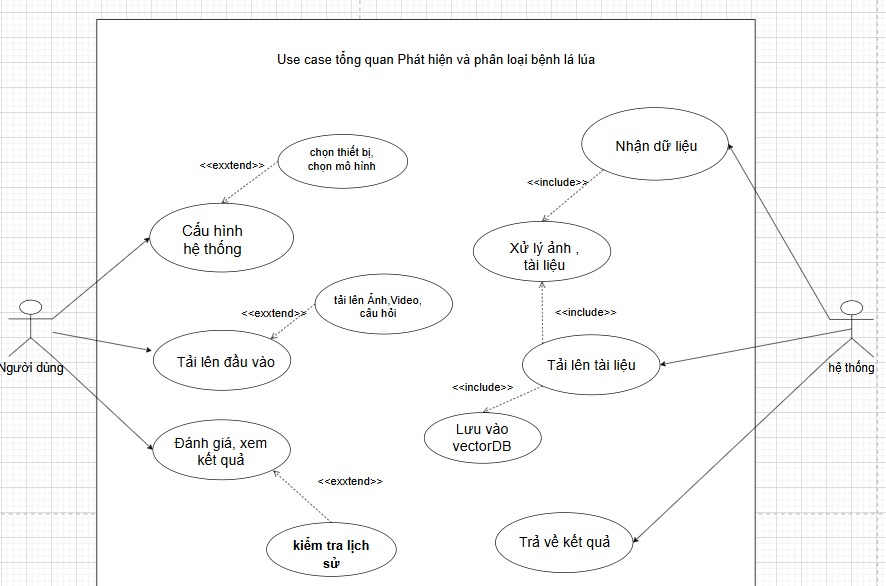 Use case tổng quan Phát hiện và phân loại bệnh lá lúa
<<exxtend>>
chọn thiết bị,
chọn mô hình
Nhận dữ liệu
<<include>>
Cấu hình
hệ thống
Xử lý ảnh ,
tài liệu
<<exxtend>>
tải lên Ảnh,Video,
câu hỏi
<<include>>
Tải lên đầu vào
Tải lên tài liệu
Người dùng
hệ thống
<<include>>
Đánh giá, xem
kết quả
Lưu vào
vectorDB
<<exxtend>>
kiểm tra lịch
sử
Trả về kết quả